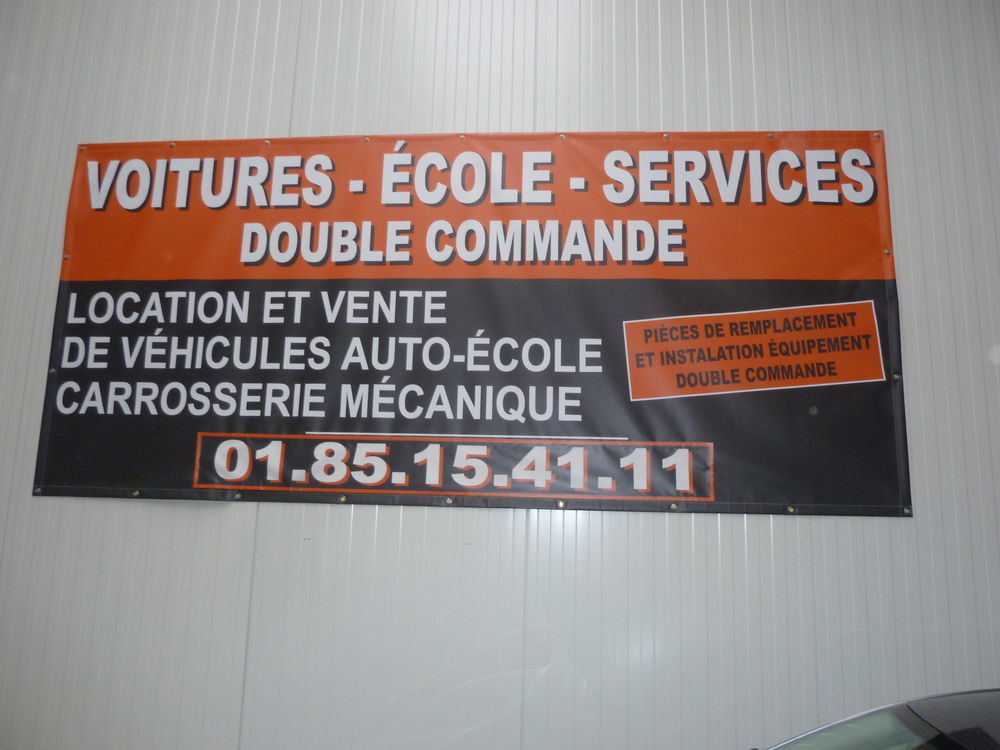 VOITURES - ÉCOLE - SERVICES
DOUBLE COMMANDE
LOCATION ET VENTE
DE VÉHICULES AUTO-ÉCOLE
CARROSSERIE MÉCANIQUE
PIÈCES DE REMPLACEMENT
ET INSTALATION ÉQUIPEMENT
DOUBLE COMMANDE
01.85.15.41.11